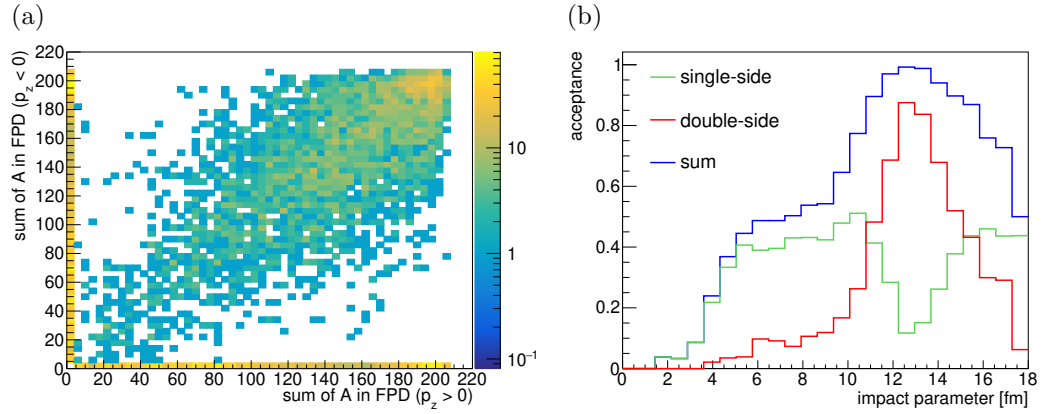 (a)
sum of A in FPD (p_z < 0)
220
200
180
160
140
120
100
80
60
40
20
0
0 20 40 60 80 100 120 140 160 180 200 220
sum of A in FPD (p_z > 0)
10
1
10⁻¹
(b)
acceptance
1
0.8
0.6
0.4
0.2
0
single-side
double-side
sum
0 2 4 6 8 10 12 14 16 18
impact parameter [fm]